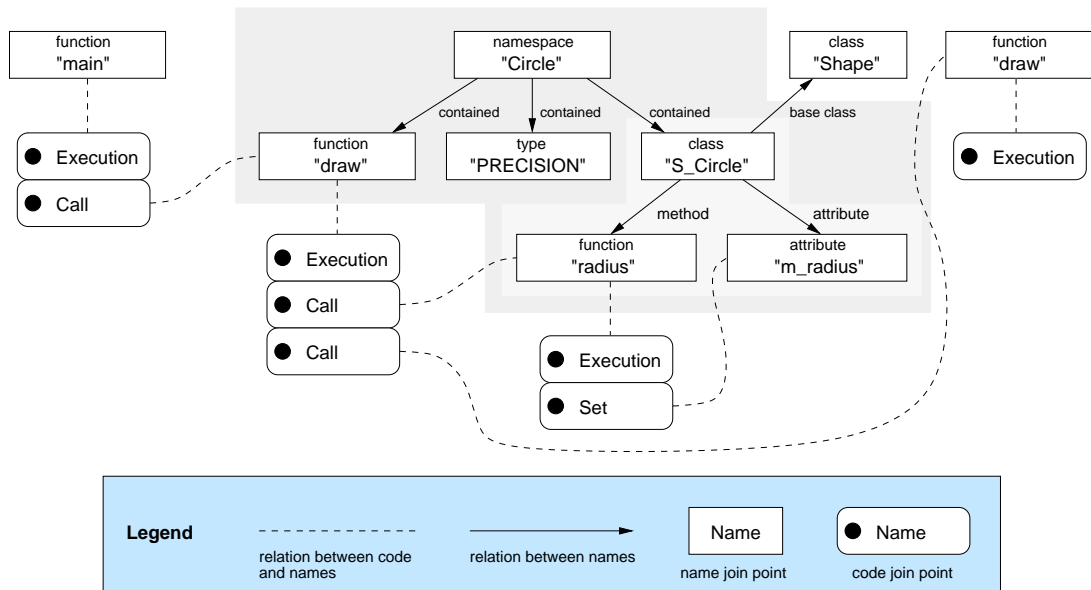 function
"main"
namespace
"Circle"
class
"Shape"
function
"draw"
contained
contained
contained
base class
Execution
Call
function
"draw"
type
"PRECISION"
class
"S_Circle"
Execution
method
attribute
Execution
Call
Call
function
"radius"
attribute
"m_radius"
Execution
Set
Legend
relation between code
and names
relation between names
Name
name join point
Name
code join point